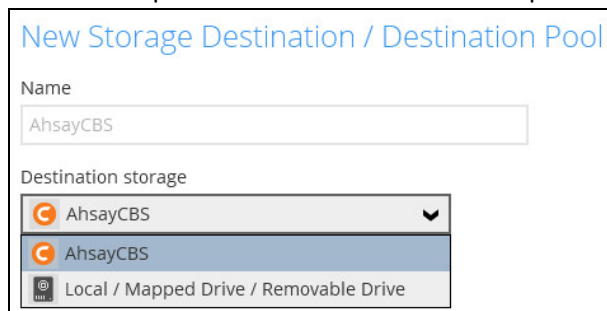 New Storage Destination / Destination Pool
Name
AhsayCBS
Destination storage
AhsayCBS
AhsayCBS
Local / Mapped Drive / Removable Drive